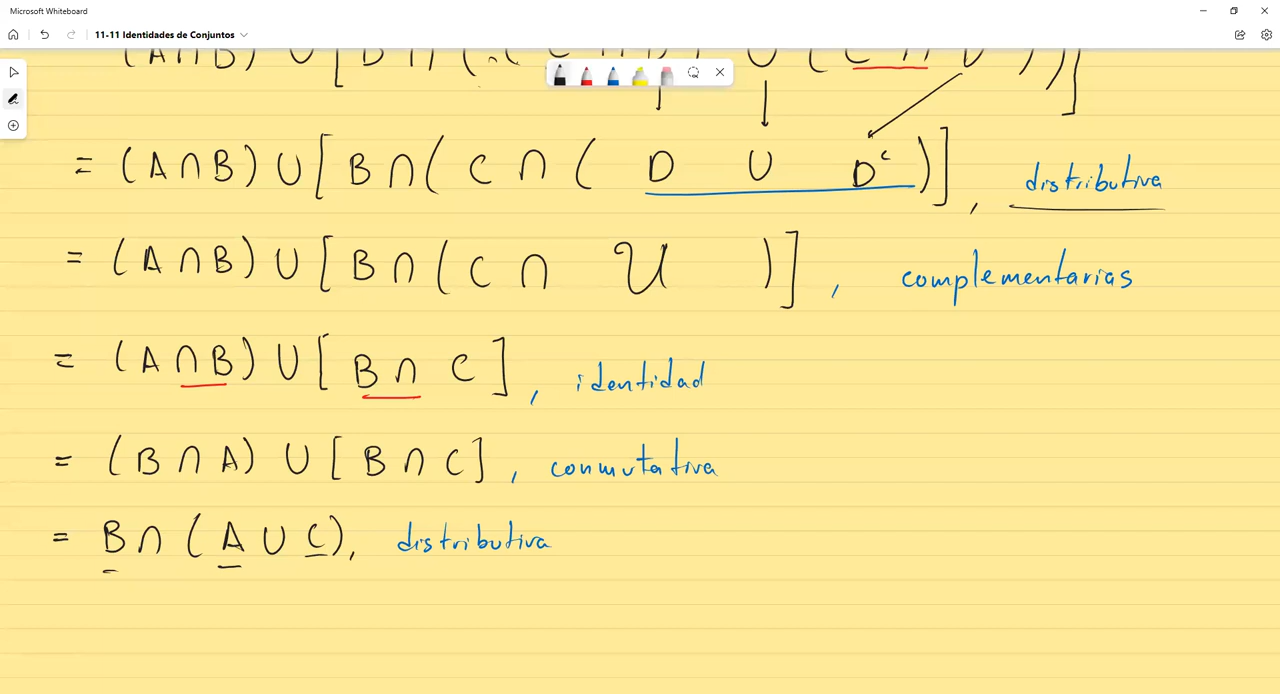 Microsoft Whiteboard
11-11 Identidades de Conjuntos
= (A∩B) ∪ [B∩(C∩( D ∪ Dᶜ )], distributiva
= (A∩B) ∪ [B∩(C∩ 𝒰 )], complementarias
= (A∩B) ∪ [B∩ C], identidad
= (B∩A) ∪ [B∩C], conmutativa
= B∩(A∪C), distributiva